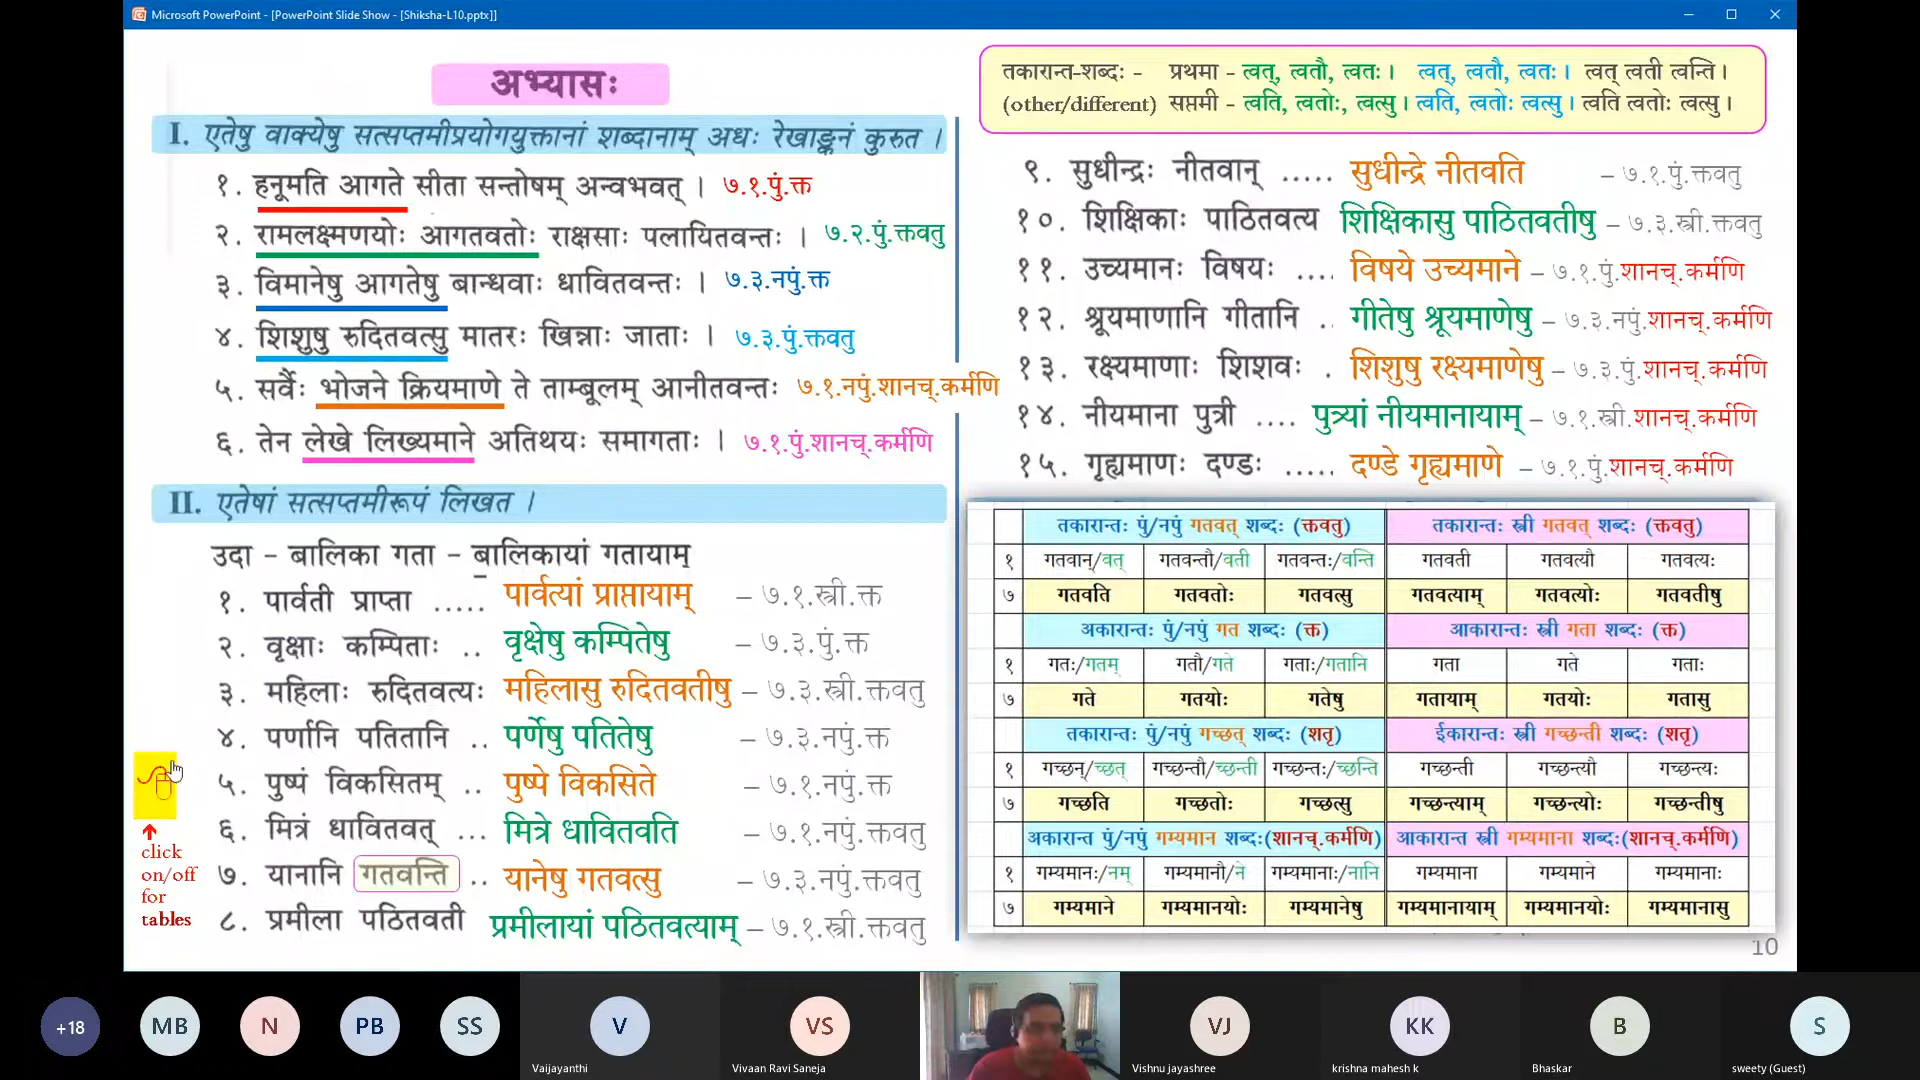 Microsoft PowerPoint - [PowerPoint Slide Show - [Shiksha-L10.pptx]]
अभ्यासः
I. एतेषु वाक्येषु सत्सप्तमीप्रयोगयुक्तानां शब्दानाम् अधः रेखाङ्कनं कुरुत ।
१. हनूमति आगते सीता सन्तोषम् अन्वभवत् । ७.१.पुं.क्त
२. रामलक्ष्मणयोः आगतवतोः राक्षसाः पलायितवन्तः । ७.२.पुं.क्तवतु
३. विमानेषु आगतेषु बान्धवाः धावितवन्तः । ७.३.नपुं.क्त
४. शिशुषु रुदितवत्सु मातरः खिन्नाः जाताः । ७.३.पुं.क्तवतु
५. सर्वैः भोजने क्रियमाणे ते ताम्बूलम् आनीतवन्तः ७.१.नपुं.शानच्.कर्मणि
६. तेन लेखे लिख्यमाने अतिथयः समागताः । ७.१.पुं.शानच्.कर्मणि
II. एतेषां सत्सप्तमीरूपं लिखत ।
उदा - बालिका गता - बालिकायां गतायाम्
१. पार्वती प्राप्ता ..... पार्वत्यां प्राप्तायाम् – ७.१.स्त्री.क्त
२. वृक्षाः कम्पिताः .. वृक्षेषु कम्पितेषु – ७.३.पुं.क्त
३. महिलाः रुदितवत्यः महिलासु रुदितवतीषु – ७.३.स्त्री.क्तवतु
४. पर्णानि पतितानि .. पर्णेषु पतितेषु – ७.३.नपुं.क्त
५. पुष्पं विकसितम् .. पुष्पे विकसिते – ७.१.नपुं.क्त
६. मित्रं धावितवत् ... मित्रे धावितवति – ७.१.नपुं.क्तवतु
७. यानानि गतवन्ति .. यानेषु गतवत्सु – ७.३.नपुं.क्तवतु
८. प्रमीला पठितवती प्रमीलायां पठितवत्याम् – ७.१.स्त्री.क्तवतु
click
on/off
for
tables
तकारान्त-शब्दः - प्रथमा - त्वत्, त्वतौ, त्वतः । त्वत्, त्वतौ, त्वतः । त्वत् त्वती त्वन्ति ।
(other/different) सप्तमी - त्वति, त्वतोः, त्वत्सु । त्वति, त्वतोः त्वत्सु । त्वति त्वतोः त्वत्सु ।
९. सुधीन्द्रः नीतवान् ..... सुधीन्द्रे नीतवति – ७.१.पुं.क्तवतु
१०. शिक्षिकाः पाठितवत्य शिक्षिकासु पाठितवतीषु – ७.३.स्त्री.क्तवतु
११. उच्यमानः विषयः .... विषये उच्यमाने – ७.१.पुं.शानच्.कर्मणि
१२. श्रूयमाणानि गीतानि .. गीतेषु श्रूयमाणेषु – ७.३.नपुं.शानच्.कर्मणि
१३. रक्ष्यमाणाः शिशवः . शिशुषु रक्ष्यमाणेषु – ७.३.पुं.शानच्.कर्मणि
१४. नीयमाना पुत्री .... पुत्र्यां नीयमानायाम् – ७.१.स्त्री.शानच्.कर्मणि
१५. गृह्यमाणः दण्डः ..... दण्डे गृह्यमाणे – ७.१.पुं.शानच्.कर्मणि
तकारान्तः पुं/नपुं गतवत् शब्दः (क्तवतु) तकारान्तः स्त्री गतवत् शब्दः (क्तवतु)
१ गतवान्/वत् गतवन्तौ/वती गतवन्तः/वन्ति गतवती गतवत्यौ गतवत्यः
७ गतवति गतवतोः गतवत्सु गतवत्याम् गतवत्योः गतवतीषु
अकारान्तः पुं/नपुं गत शब्दः (क्त) आकारान्तः स्त्री गता शब्दः (क्त)
१ गतः/गतम् गतौ/गते गताः/गतानि गता गते गताः
७ गते गतयोः गतेषु गतायाम् गतयोः गतासु
तकारान्तः पुं/नपुं गच्छत् शब्दः (शतृ) ईकारान्तः स्त्री गच्छन्ती शब्दः (शतृ)
१ गच्छन्/च्छत् गच्छन्तौ/च्छन्ती गच्छन्तः/च्छन्ति गच्छन्ती गच्छन्त्यौ गच्छन्त्यः
७ गच्छति गच्छतोः गच्छत्सु गच्छन्त्याम् गच्छन्त्योः गच्छन्तीषु
अकारान्त पुं/नपुं गम्यमान शब्दः(शानच्.कर्मणि) आकारान्त स्त्री गम्यमाना शब्दः(शानच्.कर्मणि)
१ गम्यमानः/नम् गम्यमानौ/ने गम्यमानाः/नानि गम्यमाना गम्यमाने गम्यमानाः
७ गम्यमाने गम्यमानयोः गम्यमानेषु गम्यमानायाम् गम्यमानयोः गम्यमानासु
10
+18 MB N PB SS V VS VJ KK B S
Vaijayanthi Vivaan Ravi Saneja Vishnu jayashree krishna mahesh k Bhaskar sweety (Guest)